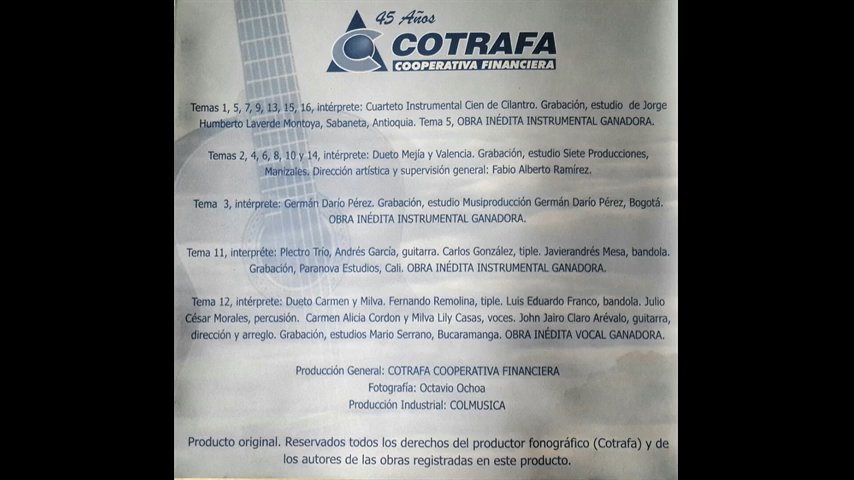 45 Años
COTRAFA
COOPERATIVA FINANCIERA
Temas 1, 5, 7, 9, 13, 15, 16, intérprete: Cuarteto Instrumental Cien de Cilantro. Grabación, estudio de Jorge
Humberto Laverde Montoya, Sabaneta, Antioquia. Tema 5, OBRA INÉDITA INSTRUMENTAL GANADORA.
Temas 2, 4, 6, 8, 10 y 14, intérprete: Dueto Mejía y Valencia. Grabación, estudio Siete Producciones,
Manizales. Dirección artística y supervisión general: Fabio Alberto Ramírez.
Tema 3, intérprete: Germán Darío Pérez. Grabación, estudio Musiproducción Germán Darío Pérez, Bogotá.
OBRA INÉDITA INSTRUMENTAL GANADORA.
Tema 11, interpréte: Plectro Trío, Andrés García, guitarra. Carlos González, tiple. Javierandrés Mesa, bandola.
Grabación, Paranova Estudios, Cali. OBRA INÉDITA INSTRUMENTAL GANADORA.
Tema 12, intérprete: Dueto Carmen y Milva. Fernando Remolina, tiple. Luis Eduardo Franco, bandola. Julio
César Morales, percusión. Carmen Alicia Cordon y Milva Lily Casas, voces. John Jairo Claro Arévalo, guitarra,
dirección y arreglo. Grabación, estudios Mario Serrano, Bucaramanga. OBRA INÉDITA VOCAL GANADORA.
Producción General: COTRAFA COOPERATIVA FINANCIERA
Fotografía: Octavio Ochoa
Producción Industrial: COLMUSICA
Producto original. Reservados todos los derechos del productor fonográfico (Cotrafa) y de
los autores de las obras registradas en este producto.